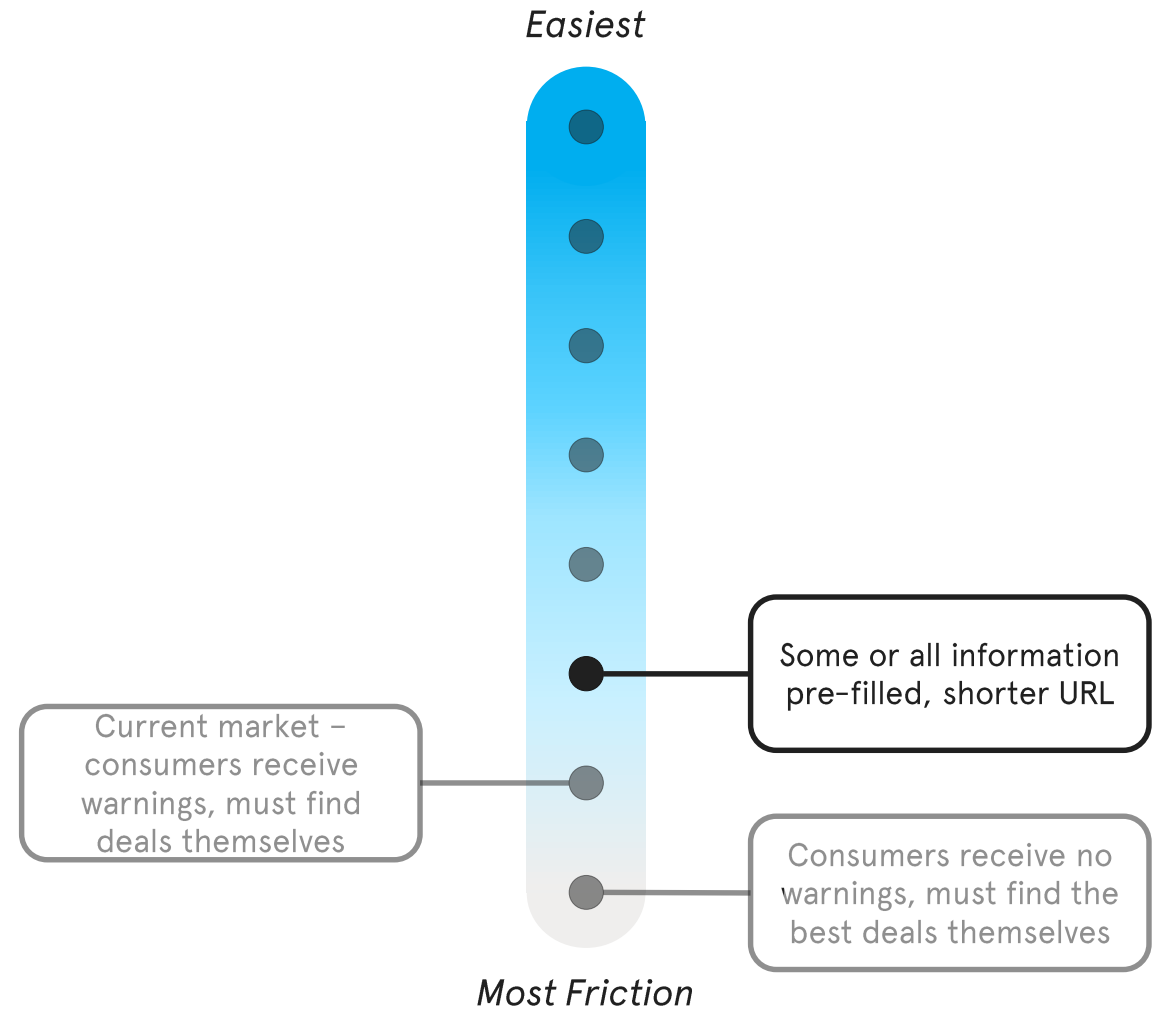 Easiest
Some or all information
pre-filled, shorter URL
Current market –
consumers receive
warnings, must find
deals themselves
Consumers receive no
warnings, must find the
best deals themselves
Most Friction